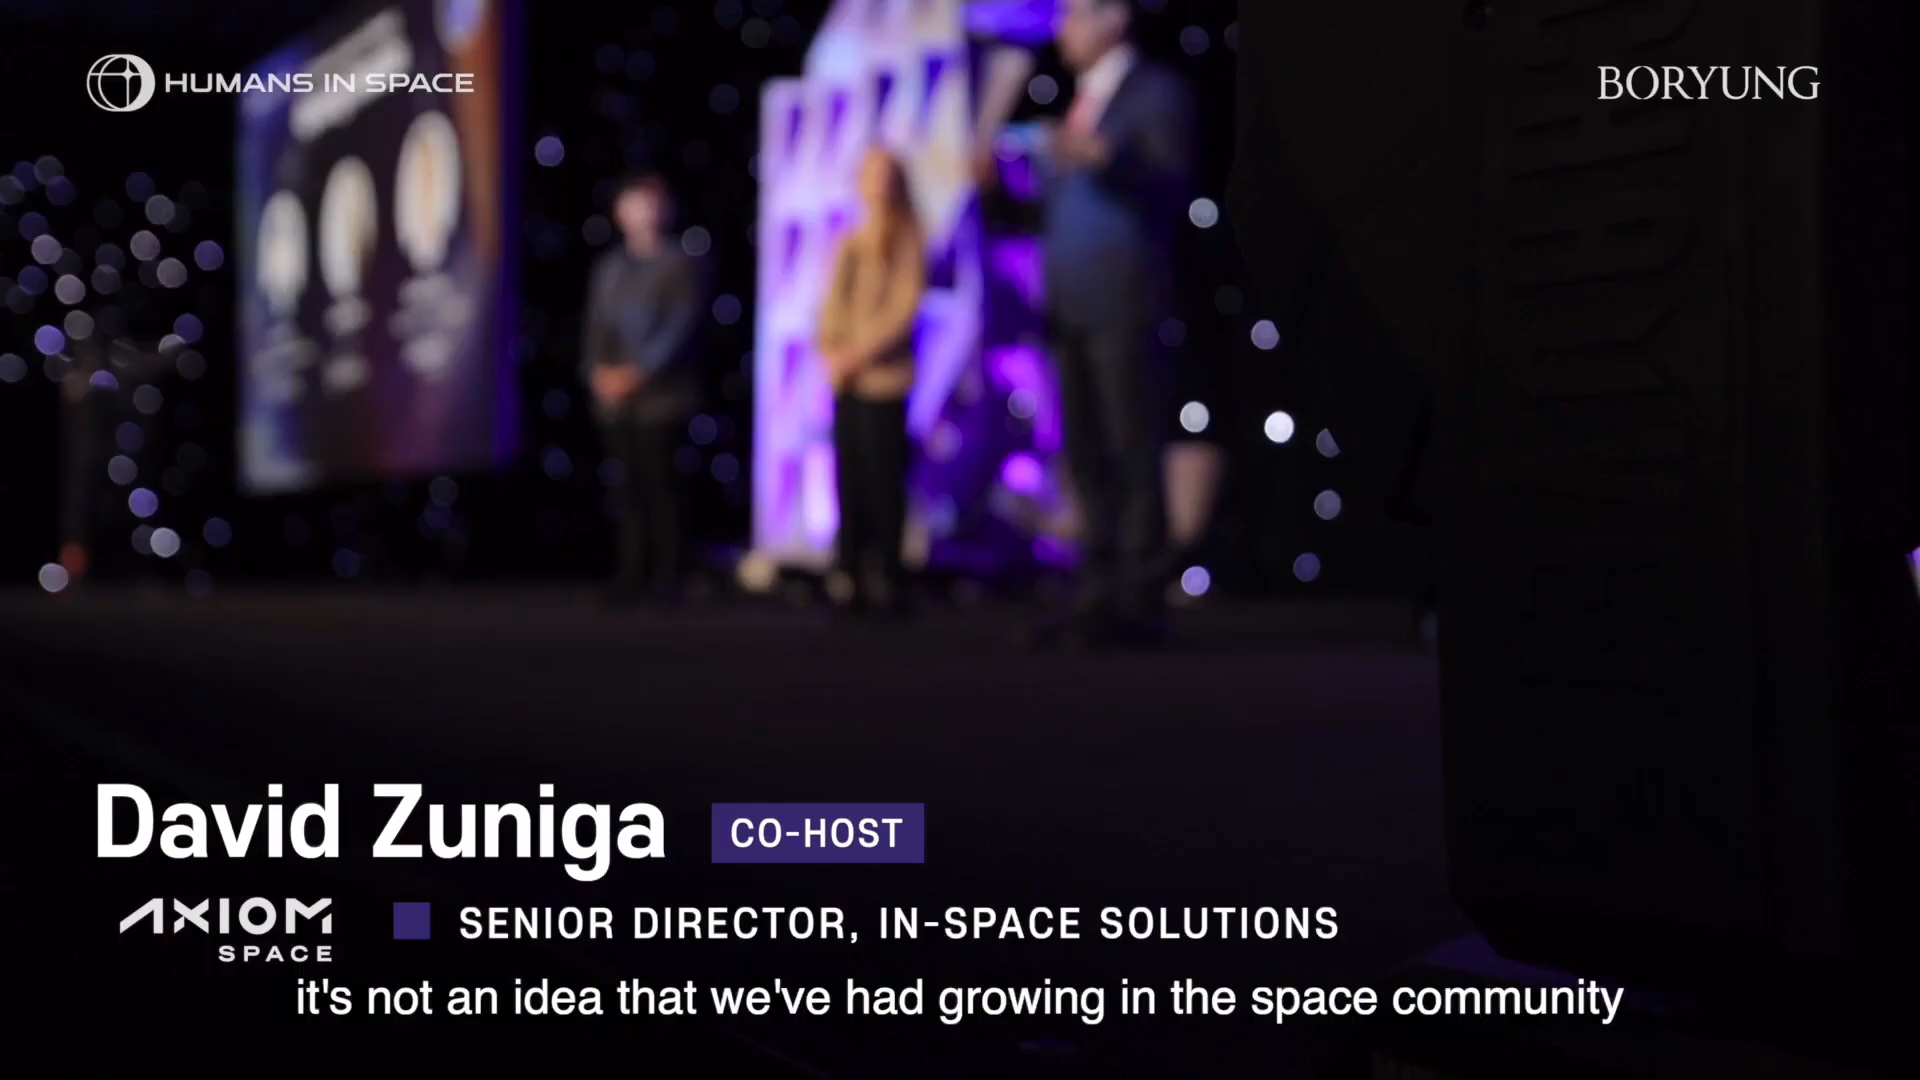 HUMANS IN SPACE
BORYUNG
David Zuniga
CO-HOST
AXIOM
SPACE
SENIOR DIRECTOR, IN-SPACE SOLUTIONS
it's not an idea that we've had growing in the space community